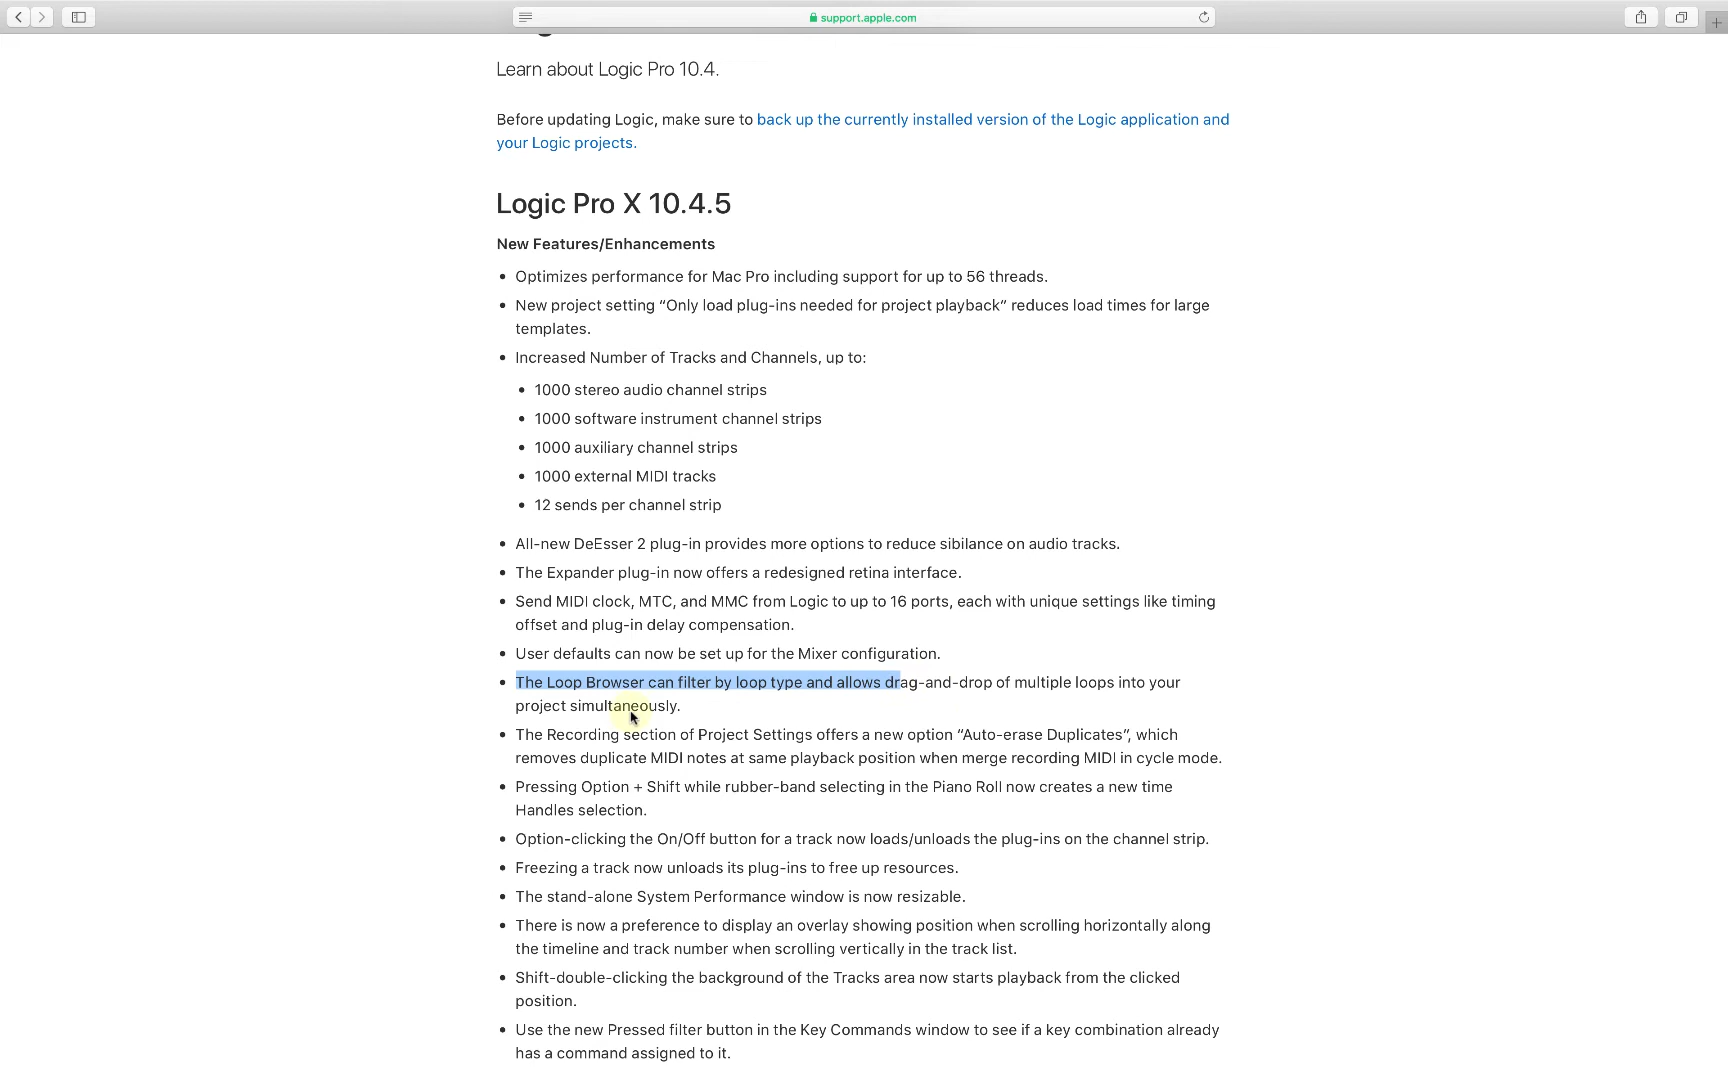 support.apple.com
Learn about Logic Pro 10.4.
Before updating Logic, make sure to back up the currently installed version of the Logic application and
your Logic projects.
Logic Pro X 10.4.5
New Features/Enhancements
• Optimizes performance for Mac Pro including support for up to 56 threads.
• New project setting “Only load plug-ins needed for project playback” reduces load times for large
templates.
• Increased Number of Tracks and Channels, up to:
• 1000 stereo audio channel strips
• 1000 software instrument channel strips
• 1000 auxiliary channel strips
• 1000 external MIDI tracks
• 12 sends per channel strip
• All-new DeEsser 2 plug-in provides more options to reduce sibilance on audio tracks.
• The Expander plug-in now offers a redesigned retina interface.
• Send MIDI clock, MTC, and MMC from Logic to up to 16 ports, each with unique settings like timing
offset and plug-in delay compensation.
• User defaults can now be set up for the Mixer configuration.
• The Loop Browser can filter by loop type and allows drag-and-drop of multiple loops into your
project simultaneously.
• The Recording section of Project Settings offers a new option “Auto-erase Duplicates”, which
removes duplicate MIDI notes at same playback position when merge recording MIDI in cycle mode.
• Pressing Option + Shift while rubber-band selecting in the Piano Roll now creates a new time
Handles selection.
• Option-clicking the On/Off button for a track now loads/unloads the plug-ins on the channel strip.
• Freezing a track now unloads its plug-ins to free up resources.
• The stand-alone System Performance window is now resizable.
• There is now a preference to display an overlay showing position when scrolling horizontally along
the timeline and track number when scrolling vertically in the track list.
• Shift-double-clicking the background of the Tracks area now starts playback from the clicked
position.
• Use the new Pressed filter button in the Key Commands window to see if a key combination already
has a command assigned to it.